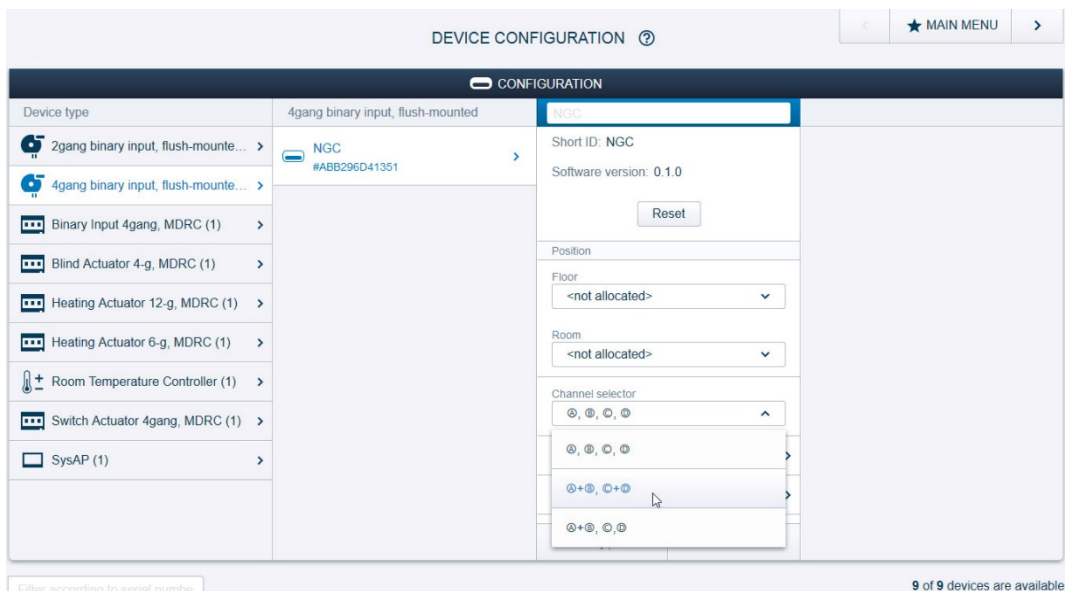 DEVICE CONFIGURATION ?
< ★ MAIN MENU >
CONFIGURATION
Device type
2gang binary input, flush-mounte... >
4gang binary input, flush-mounte... >
Binary Input 4gang, MDRC (1) >
Blind Actuator 4-g, MDRC (1) >
Heating Actuator 12-g, MDRC (1) >
Heating Actuator 6-g, MDRC (1) >
Room Temperature Controller (1) >
Switch Actuator 4gang, MDRC (1) >
SysAP (1) >
4gang binary input, flush-mounted
NGC
#ABB296D41351
NGC
Short ID: NGC
Software version: 0.1.0
Reset
Position
Floor
<not allocated>
Room
<not allocated>
Channel selector
Ⓐ, Ⓑ, Ⓒ, Ⓓ
Ⓐ, Ⓑ, Ⓒ, Ⓓ
Ⓐ+Ⓑ, Ⓒ+Ⓓ
Ⓐ+Ⓑ, Ⓒ,Ⓓ
Filter according to serial numbe
9 of 9 devices are available